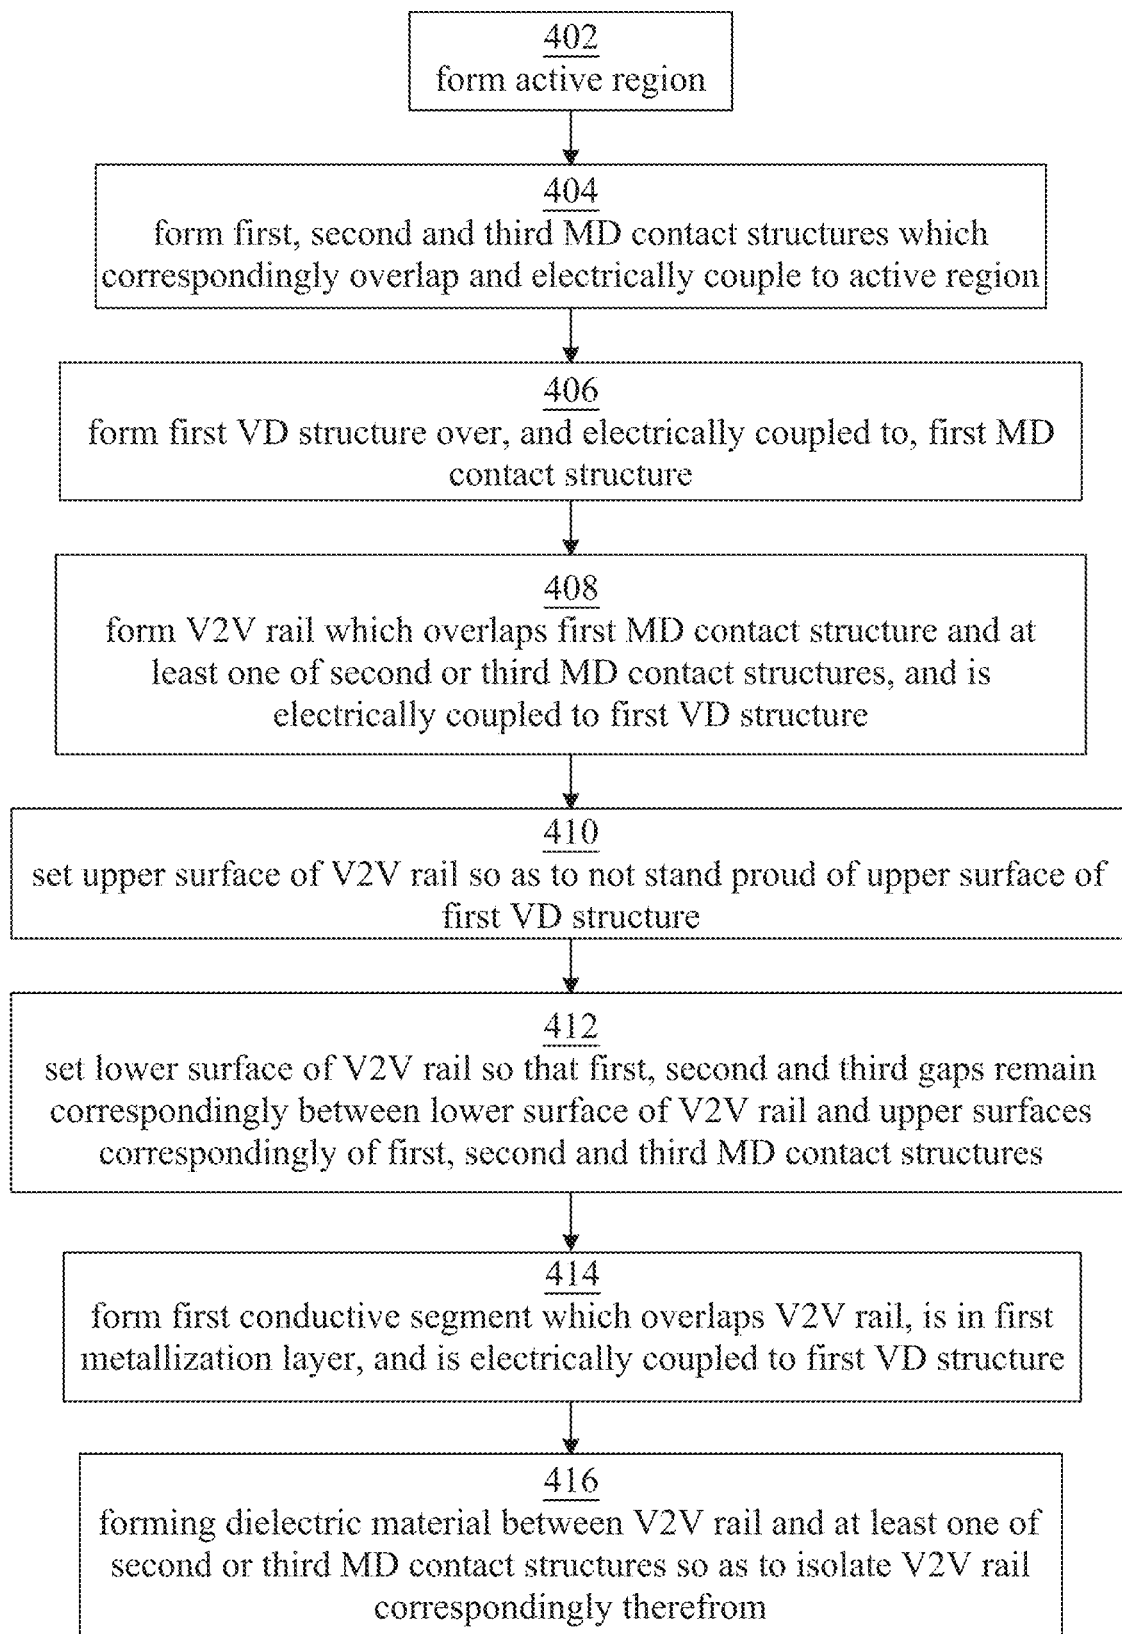 402
form active region
404
form first, second and third MD contact structures which
correspondingly overlap and electrically couple to active region
406
form first VD structure over, and electrically coupled to, first MD
contact structure
408
form V2V rail which overlaps first MD contact structure and at
least one of second or third MD contact structures, and is
electrically coupled to first VD structure
410
set upper surface of V2V rail so as to not stand proud of upper surface of
first VD structure
412
set lower surface of V2V rail so that first, second and third gaps remain
correspondingly between lower surface of V2V rail and upper surfaces
correspondingly of first, second and third MD contact structures
414
form first conductive segment which overlaps V2V rail, is in first
metallization layer, and is electrically coupled to first VD structure
416
forming dielectric material between V2V rail and at least one of
second or third MD contact structures so as to isolate V2V rail
correspondingly therefrom